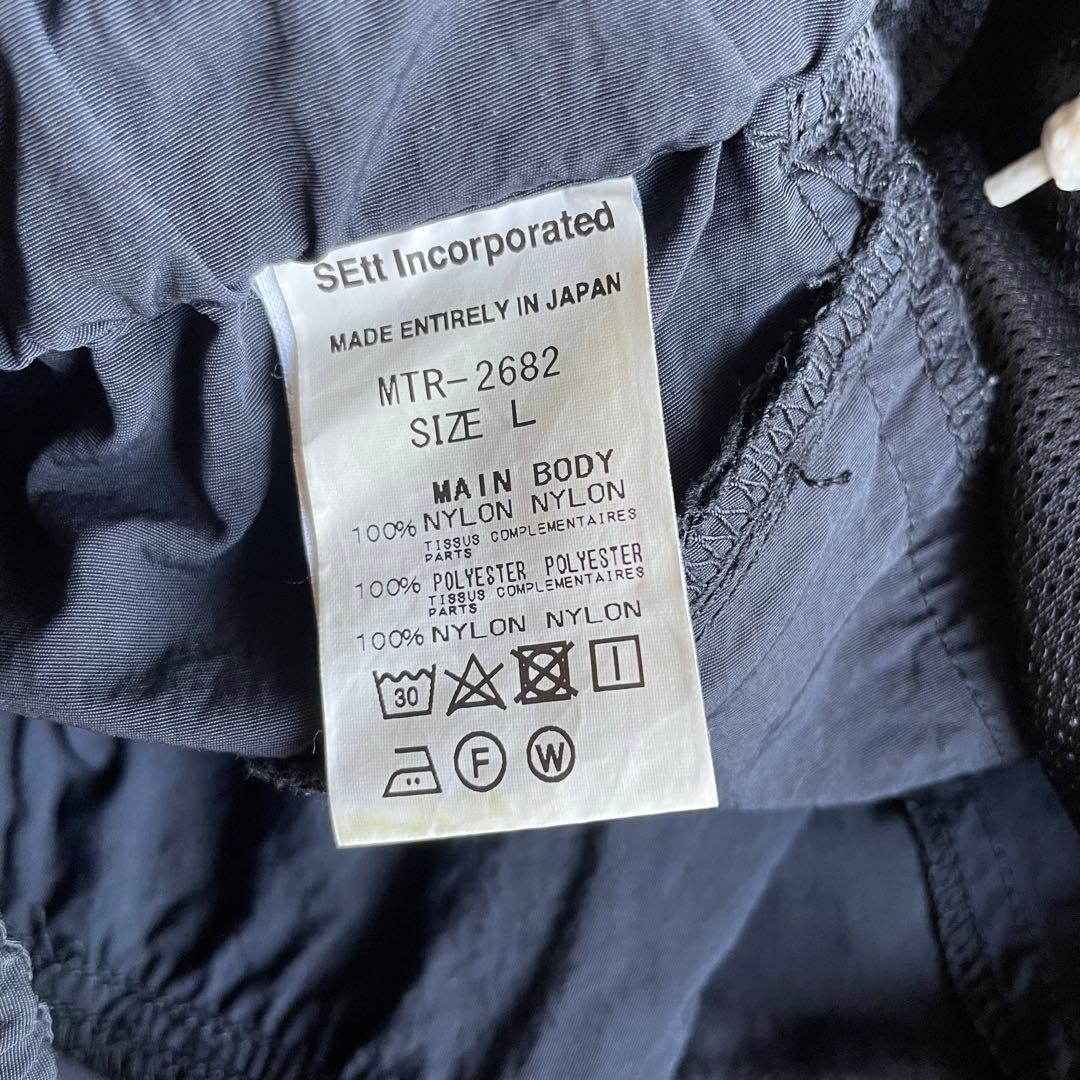 SEtt Incorporated
MADE ENTIRELY IN JAPAN
MTR-2682
SIZE L
MAIN BODY
100% NYLON NYLON
TISSUS COMPLEMENTAIRES
PARTS
100% POLYESTER POLYESTER
TISSUS COMPLEMENTAIRES
PARTS
100% NYLON NYLON
30
F W